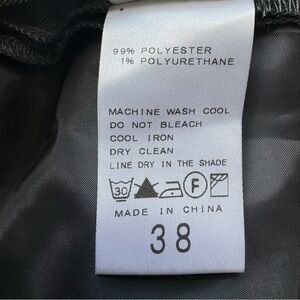 99% POLYESTER
1% POLYURETHANE
MACHINE WASH COOL
DO NOT BLEACH
COOL IRON
DRY CLEAN
LINE DRY IN THE SHADE
30 F
MADE IN CHINA
38